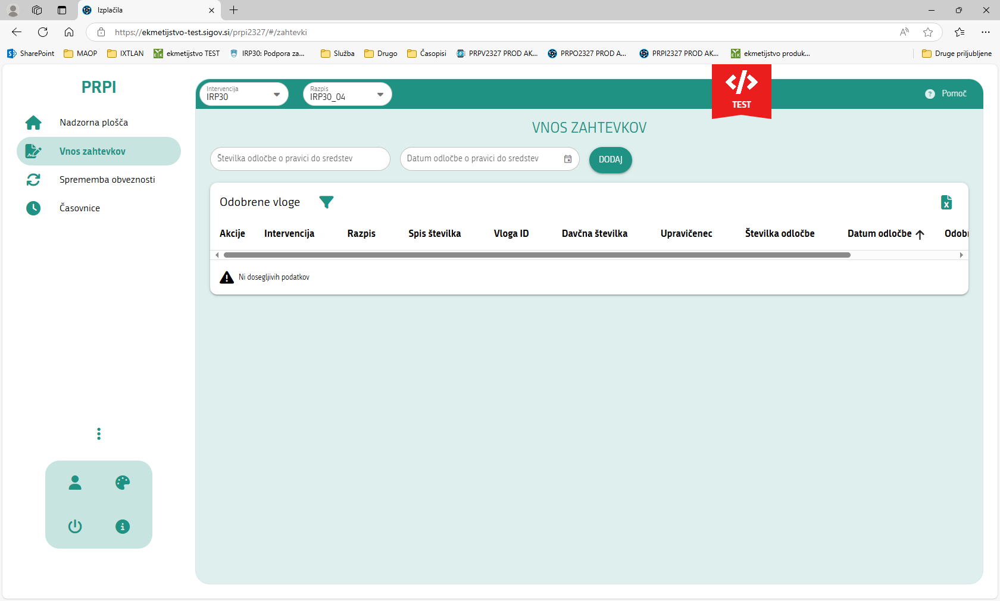 Izplačila
https://ekmetijstvo-test.sigov.si/prpi2327/#/zahtevki
SharePoint
MAOP
IXTLAN
ekmetijstvo TEST
IRP30: Podpora za...
Služba
Drugo
Časopisi
PRPV2327 PROD AK...
PRPO2327 PROD A...
PRPI2327 PROD AK...
ekmetijstvo produk...
Druge priljubljene
PRPI
Nadzorna plošča
Vnos zahtevkov
Sprememba obveznosti
Časovnice
Intervencija
IRP30
Razpis
IRP30_04
TEST
Pomoč
VNOS ZAHTEVKOV
Številka odločbe o pravici do sredstev
Datum odločbe o pravici do sredstev
DODAJ
Odobrene vloge
Akcije Intervencija Razpis Spis številka Vloga ID Davčna številka Upravičenec Številka odločbe Datum odločbe Odobr
Ni dosegljivih podatkov